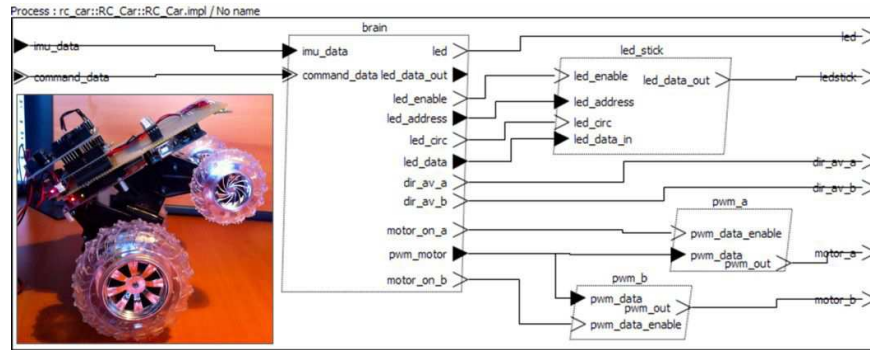 Process : rc_car::RC_Car::RC_Car.impl / No name
brain
imu_data
imu_data
led
led
led_stick
command_data
command_data
led_data_out
led_enable
led_enable
led_data_out
ledstick
led_address
led_address
led_circ
led_circ
led_data
led_data_in
dir_av_a
dir_av_a
dir_av_b
dir_av_b
pwm_a
motor_on_a
pwm_data_enable
pwm_motor
pwm_data
pwm_out
motor_a
motor_on_b
pwm_b
pwm_data
pwm_out
motor_b
pwm_data_enable